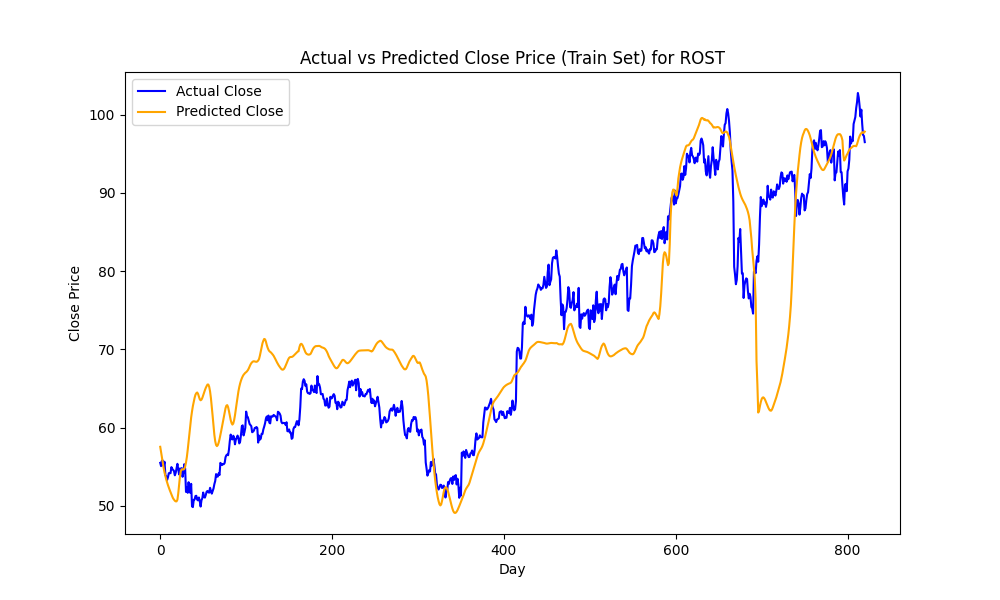 Actual vs Predicted Close Price (Train Set) for ROST
Actual Close
Predicted Close
100
90
80
70
60
50
Close Price
0 200 400 600 800
Day